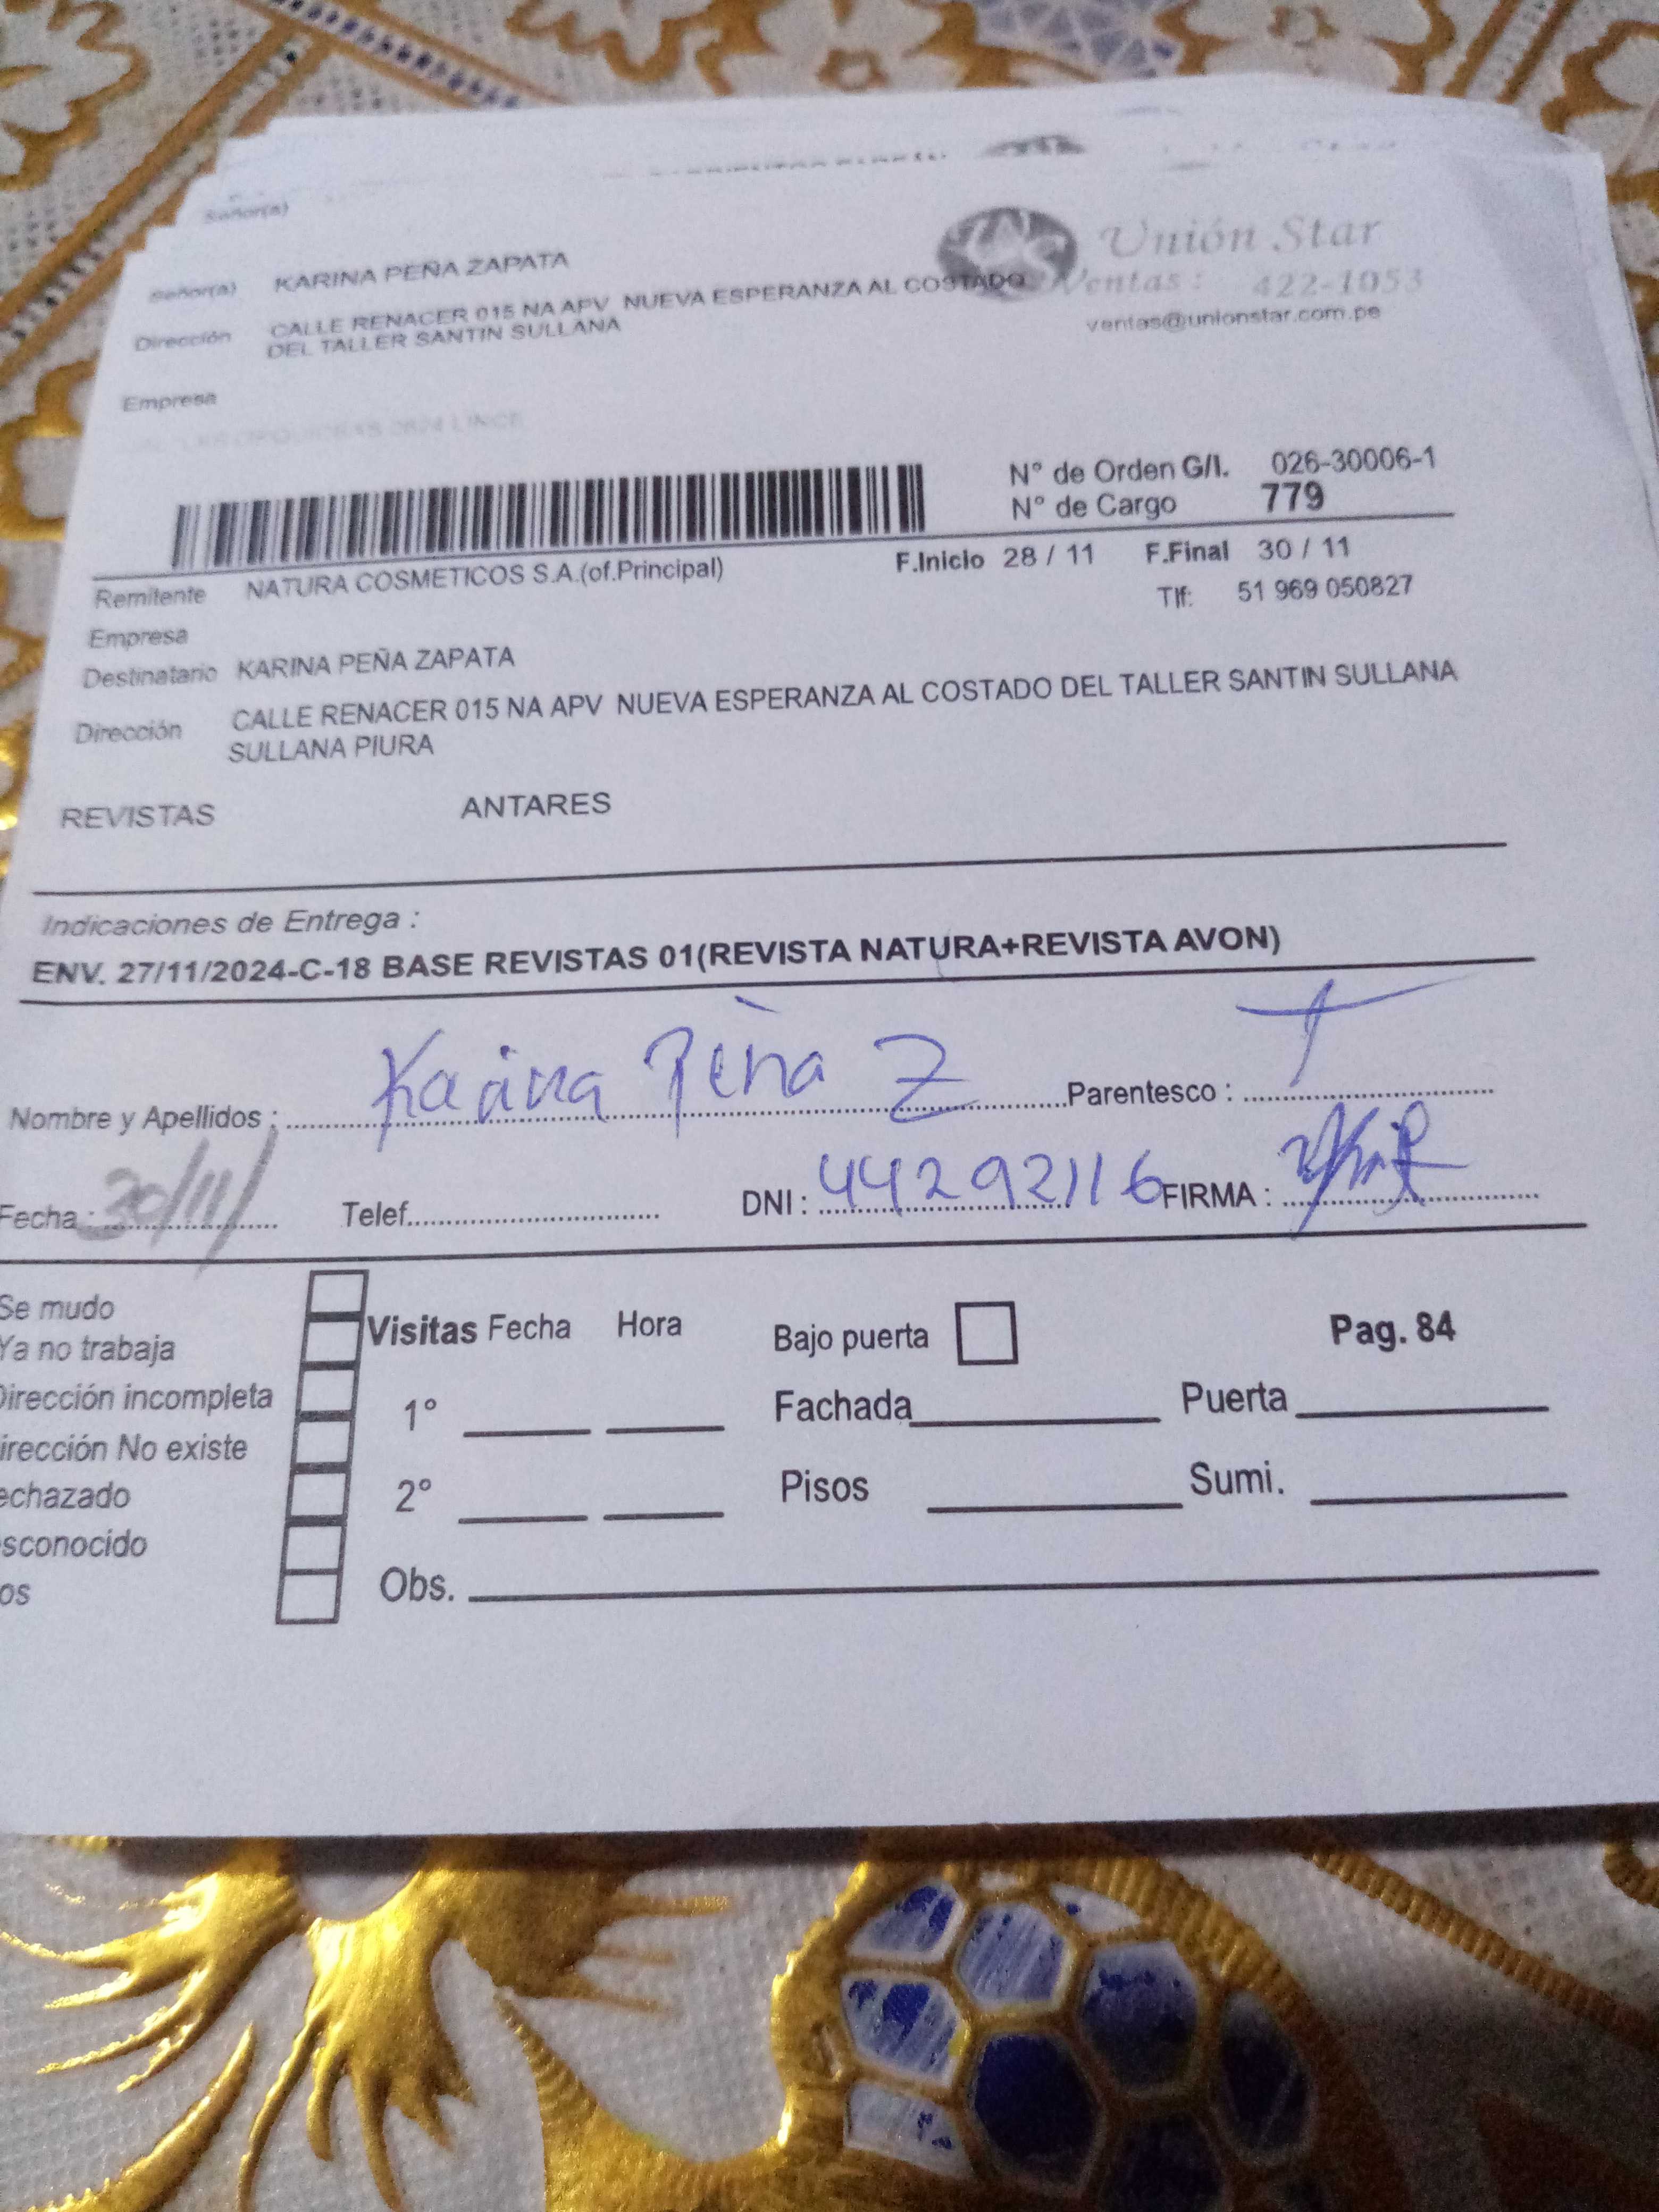 Señor(a)
Unión Star
Señor(a) KARINA PEÑA ZAPATA
Ventas : 422-1053
ventas@unionstar.com.pe
Dirección CALLE RENACER 015 NA APV NUEVA ESPERANZA AL COSTADO
DEL TALLER SANTIN SULLANA
Empresa
N° de Orden G/I. 026-30006-1
N° de Cargo 779
F.Inicio 28 / 11 F.Final 30 / 11
Remitente NATURA COSMETICOS S.A.(of.Principal)
Tlf: 51 969 050827
Empresa
Destinatario KARINA PEÑA ZAPATA
Dirección CALLE RENACER 015 NA APV NUEVA ESPERANZA AL COSTADO DEL TALLER SANTIN SULLANA
SULLANA PIURA
REVISTAS ANTARES
Indicaciones de Entrega :
ENV. 27/11/2024-C-18 BASE REVISTAS 01(REVISTA NATURA+REVISTA AVON)
Nombre y Apellidos : Karina Peña Z Parentesco : T
Fecha : 30/11/ Telef. DNI : 44292116 FIRMA :
Se mudo
Ya no trabaja
Dirección incompleta
irección No existe
echazado
sconocido
os
Visitas Fecha Hora
1°
2°
Obs.
Bajo puerta Pag. 84
Fachada Puerta
Pisos Sumi.